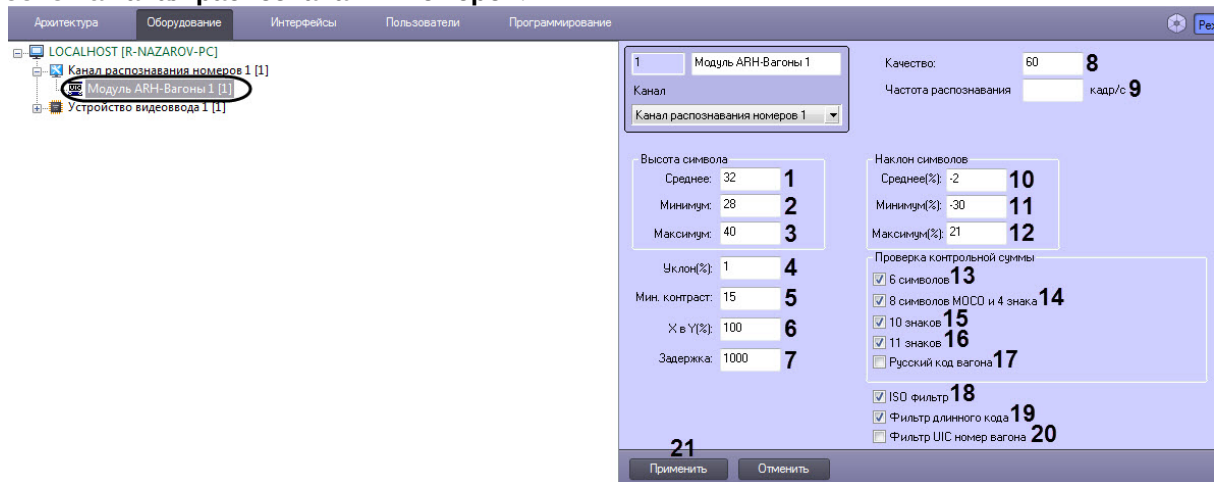 Архитектура Оборудование Интерфейсы Пользователи Программирование
LOCALHOST [R-NAZAROV-PC]
Канал распознавания номеров 1 [1]
UIC Модуль ARH-Вагоны 1 [1]
Устройство видеоввода 1 [1]
1 Модуль ARH-Вагоны 1
Канал
Канал распознавания номеров 1
Качество: 60 8
Частота распознавания кадр/с 9
Высота символа
Среднее: 32 1
Минимум: 28 2
Максимум: 40 3
Уклон(%): 1 4
Мин. контраст: 15 5
X в Y(%): 100 6
Задержка: 1000 7
Наклон символов
Среднее(%): -2 10
Минимум(%): -30 11
Максимум(%): 21 12
Проверка контрольной суммы
6 символов 13
8 символов МОСО и 4 знака 14
10 знаков 15
11 знаков 16
Русский код вагона 17
ISO фильтр 18
Фильтр длинного кода 19
Фильтр UIC номер вагона 20
21
Применить Отменить